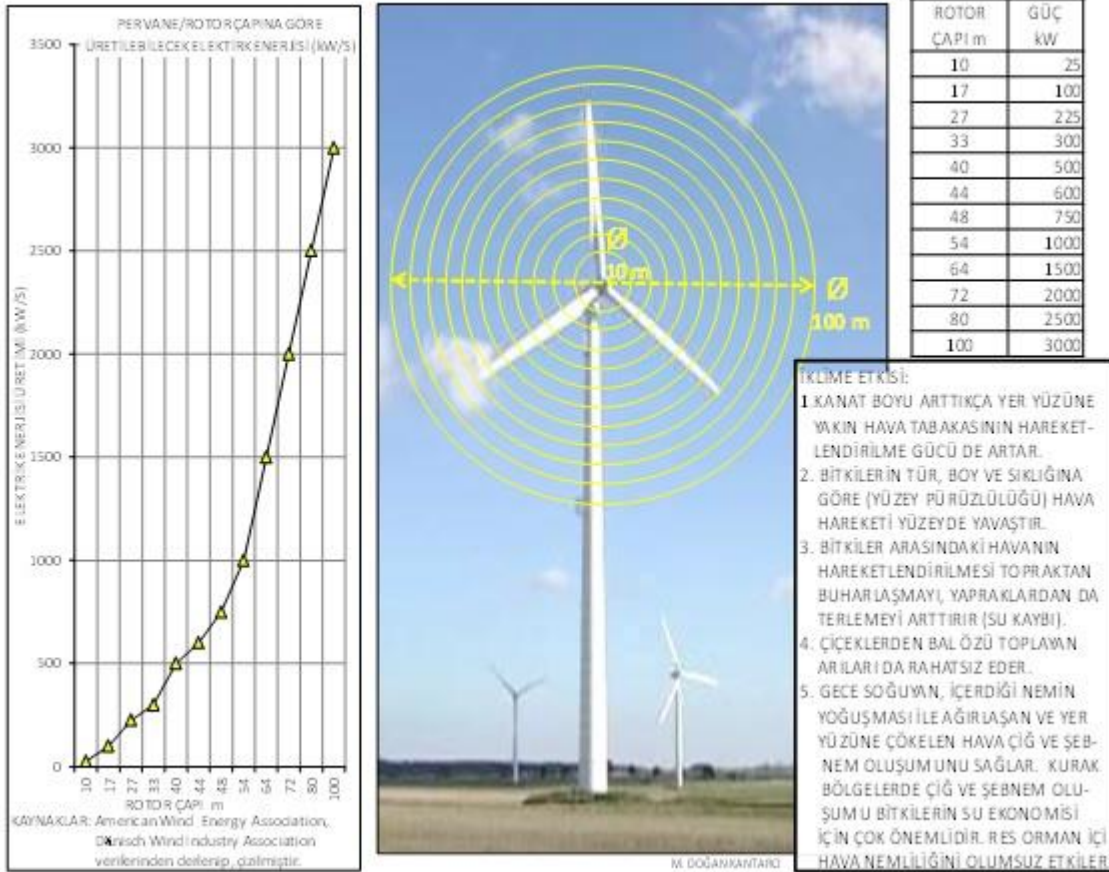 PERVANE/ROTOR ÇAPINA GÖRE
ÜRETİLEBİLECEK ELEKTİRK ENERJİSİ (kW/S)
3500
3000
2500
2000
1500
1000
500
0
ELEKTRİK ENERJİSİ ÜRETİMİ (kW/S)
10 17 27 33 40 44 48 54 64 72 80 100
ROTOR ÇAPI m
KAYNAKLAR: American Wind Energy Association,
Danisch Wind Industry Association
verilerinden derlenip, çizilmiştir.
Ø
10 m
Ø
100 m
M. DOĞAN KANTARCI
ROTOR GÜÇ
ÇAPI m kW
10 25
17 100
27 225
33 300
40 500
44 600
48 750
54 1000
64 1500
72 2000
80 2500
100 3000
İKLİME ETKİSİ:
1 KANAT BOYU ARTTIKÇA YER YÜZÜNE
YAKIN HAVA TABAKASININ HAREKET-
LENDİRİLME GÜCÜ DE ARTAR.
2. BİTKİLERİN TÜR, BOY VE SIKLIĞINA
GÖRE (YÜZEY PÜRÜZLÜLÜĞÜ) HAVA
HAREKETİ YÜZEYDE YAVAŞTIR.
3. BİTKİLER ARASINDAKİ HAVANIN
HAREKETLENDİRİLMESİ TOPRAKTAN
BUHARLAŞMAYI, YAPRAKLARDAN DA
TERLEMEYİ ARTTIRIR (SU KAYBI).
4. ÇİÇEKLERDEN BAL ÖZÜ TOPLAYAN
ARILARI DA RAHATSIZ EDER.
5. GECE SOĞUYAN, İÇERDİĞİ NEMİN
YOĞUŞMASI İLE AĞIRLAŞAN VE YER
YÜZÜNE ÇÖKELEN HAVA ÇİĞ VE ŞEB-
NEM OLUŞUMUNU SAĞLAR. KURAK
BÖLGELERDE ÇİĞ VE ŞEBNEM OLU-
ŞUMU BİTKİLERİN SU EKONOMİSİ
İÇİN ÇOK ÖNEMLİDİR. RES ORMAN İÇİ
HAVA NEMLİLİĞİNİ OLUMSUZ ETKİLER